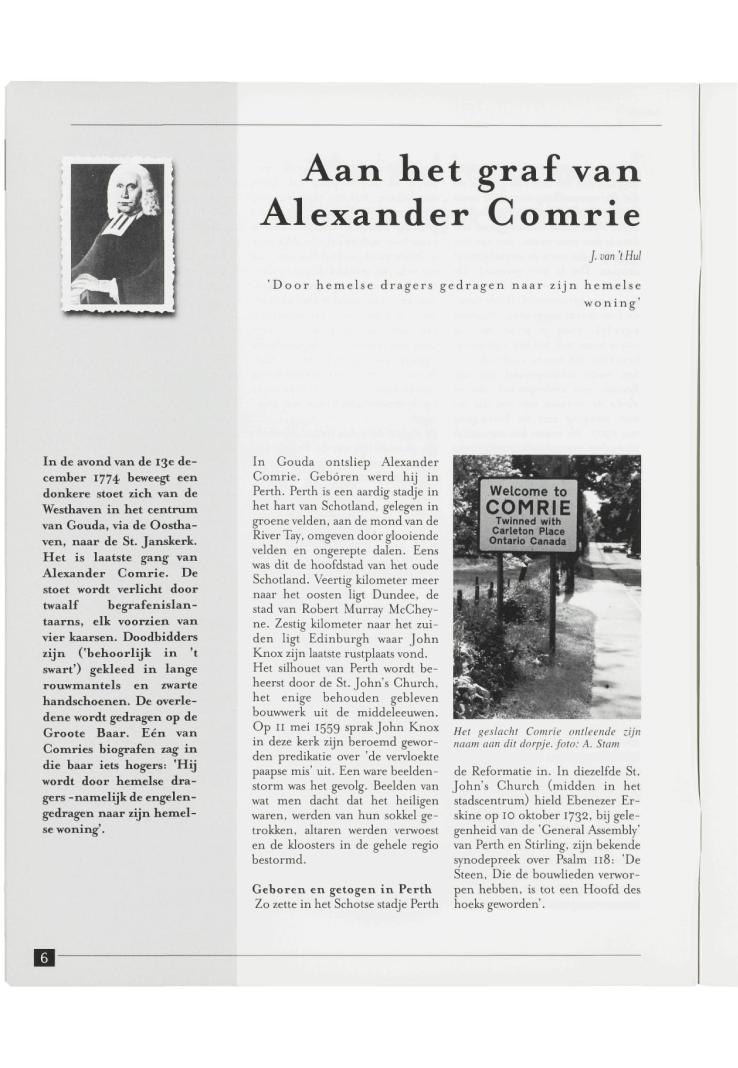 Aan het graf van
Alexander Comrie
J. van 't Hul
'Door hemelse dragers gedragen naar zijn hemelse
woning'
In de avond van de 13e de-
cember 1774 beweegt een
donkere stoet zich van de
Westhaven in het centrum
van Gouda, via de Oostha-
ven, naar de St. Janskerk.
Het is laatste gang van
Alexander Comrie. De
stoet wordt verlicht door
twaalf begrafenislan-
taarns, elk voorzien van
vier kaarsen. Doodbidders
zijn ('behoorlijk in 't
swart') gekleed in lange
rouwmantels en zwarte
handschoenen. De overle-
dene wordt gedragen op de
Groote Baar. Eén van
Comries biografen zag in
die baar iets hogers: 'Hij
wordt door hemelse dra-
gers -namelijk de engelen-
gedragen naar zijn hemel-
se woning'.
In Gouda ontsliep Alexander
Comrie. Gebóren werd hij in
Perth. Perth is een aardig stadje in
het hart van Schotland, gelegen in
groene velden, aan de mond van de
River Tay, omgeven door glooiende
velden en ongerepte dalen. Eens
was dit de hoofdstad van het oude
Schotland. Veertig kilometer meer
naar het oosten ligt Dundee, de
stad van Robert Murray McChey-
ne. Zestig kilometer naar het zui-
den ligt Edinburgh waar John
Knox zijn laatste rustplaats vond.
Het silhouet van Perth wordt be-
heerst door de St. John's Church,
het enige behouden gebleven
bouwwerk uit de middeleeuwen.
Op 11 mei 1559 sprak John Knox
in deze kerk zijn beroemd gewor-
den predikatie over 'de vervloekte
paapse mis' uit. Een ware beelden-
storm was het gevolg. Beelden van
wat men dacht dat het heiligen
waren, werden van hun sokkel ge-
trokken, altaren werden verwoest
en de kloosters in de gehele regio
bestormd.
Geboren en getogen in Perth
Zo zette in het Schotse stadje Perth
Welcome to
COMRIE
Twinned with
Carleton Place
Ontario Canada
Het geslacht Comrie ontleende zijn
naam aan dit dorpje. foto: A. Stam
de Reformatie in. In diezelfde St.
John's Church (midden in het
stadscentrum) hield Ebenezer Er-
skine op 10 oktober 1732, bij gele-
genheid van de 'General Assembly'
van Perth en Stirling, zijn bekende
synodepreek over Psalm 118: 'De
Steen, Die de bouwlieden verwor-
pen hebben, is tot een Hoofd des
hoeks geworden'.
6